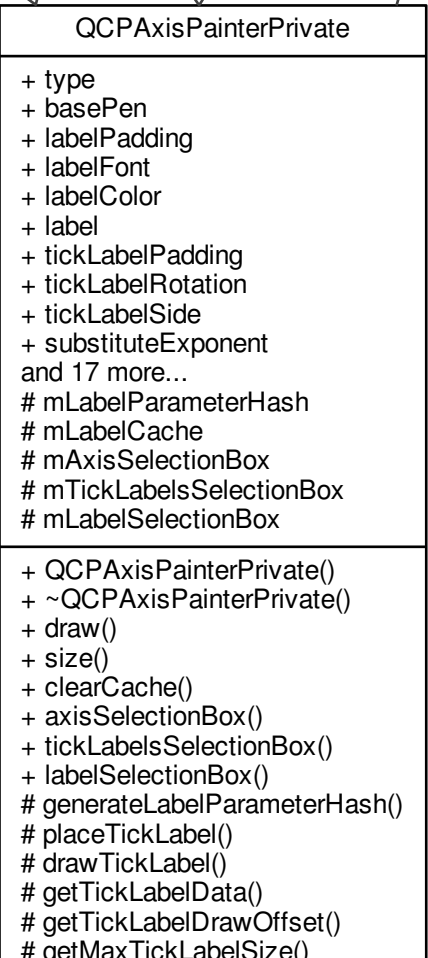 QCPAxisPainterPrivate
+ type
+ basePen
+ labelPadding
+ labelFont
+ labelColor
+ label
+ tickLabelPadding
+ tickLabelRotation
+ tickLabelSide
+ substituteExponent
and 17 more...
# mLabelParameterHash
# mLabelCache
# mAxisSelectionBox
# mTickLabelsSelectionBox
# mLabelSelectionBox
+ QCPAxisPainterPrivate()
+ ~QCPAxisPainterPrivate()
+ draw()
+ size()
+ clearCache()
+ axisSelectionBox()
+ tickLabelsSelectionBox()
+ labelSelectionBox()
# generateLabelParameterHash()
# placeTickLabel()
# drawTickLabel()
# getTickLabelData()
# getTickLabelDrawOffset()
# getMaxTickLabelSize()